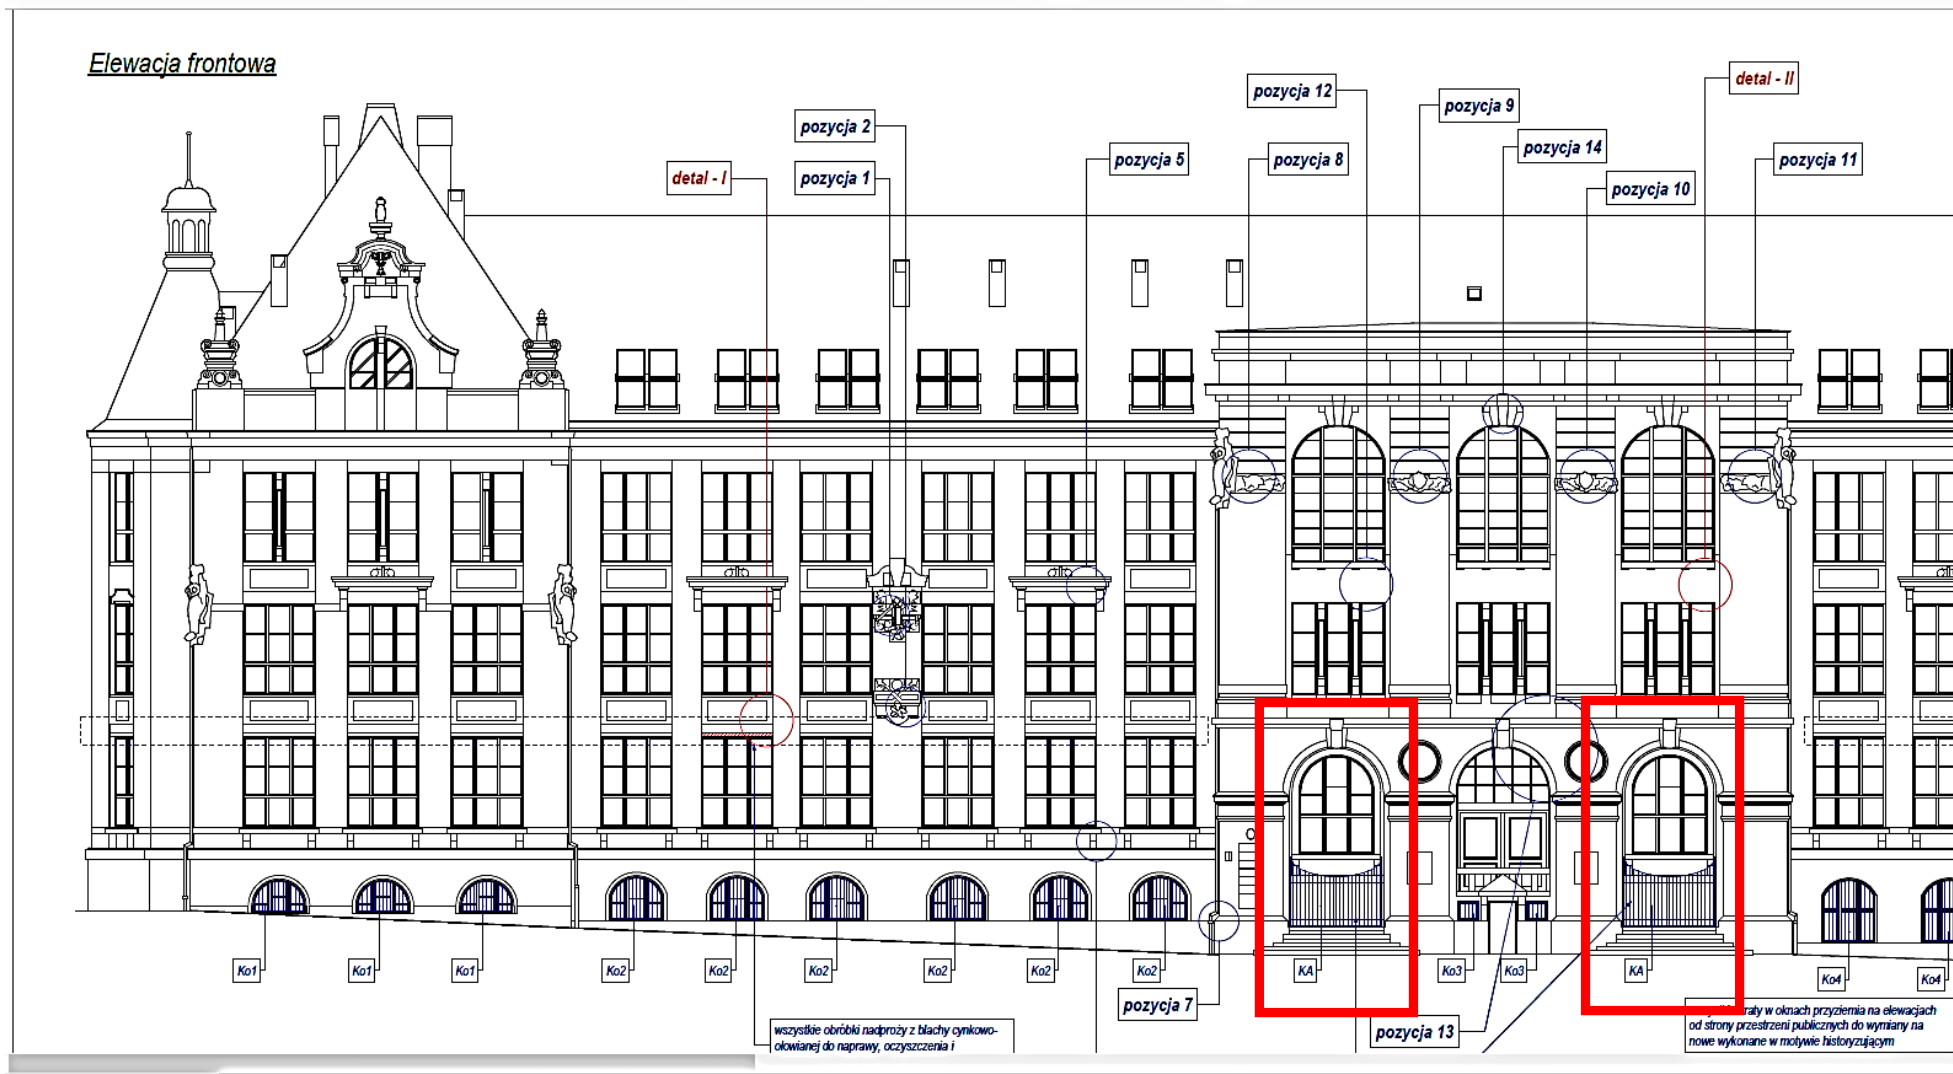 Elewacja frontowa
detal - II
pozycja 12
pozycja 9
pozycja 2
pozycja 14
pozycja 5
pozycja 8
pozycja 11
detal - I
pozycja 1
pozycja 10
Ko1
Ko1
Ko1
Ko2
Ko2
Ko2
Ko2
Ko2
Ko2
KA
Ko3
Ko3
KA
Ko4
Ko4
pozycja 7
pozycja 13
wszystkie obróbki nadproży z blachy cynkowo-
ołowianej do naprawy, oczyszczenia i
w oknach przyziemia na elewacjach
od strony przestrzeni publicznych do wymiany na
nowe wykonane w motywie historyzującym